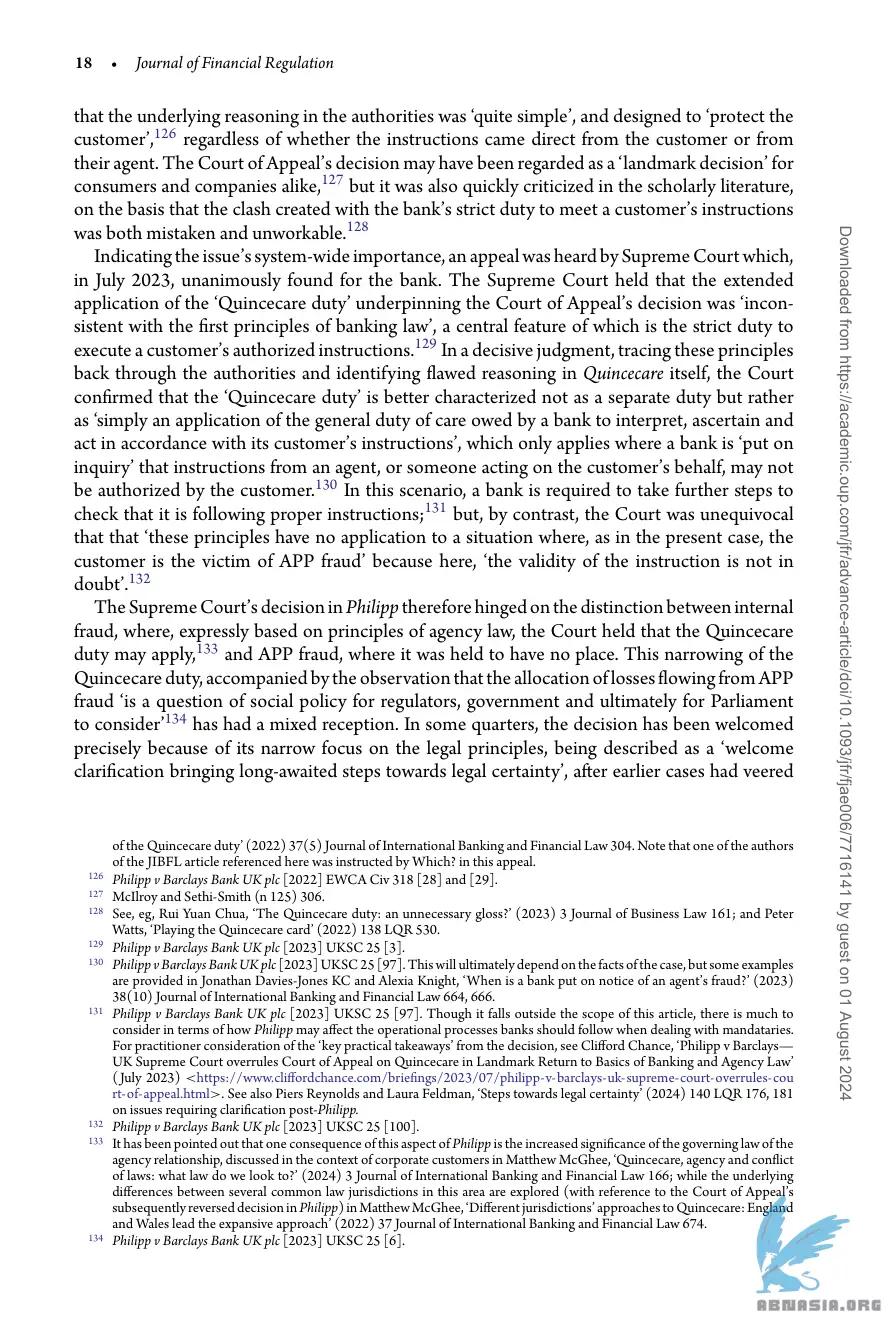 18 • Journal of Financial Regulation
that the underlying reasoning in the authorities was ‘quite simple’, and designed to ‘protect the
customer’,126 regardless of whether the instructions came direct from the customer or from
their agent. The Court of Appeal’s decision may have been regarded as a ‘landmark decision’ for
consumers and companies alike,127 but it was also quickly criticized in the scholarly literature,
on the basis that the clash created with the bank’s strict duty to meet a customer’s instructions
was both mistaken and unworkable.128
Indicating the issue’s system-wide importance, an appeal was heard by Supreme Court which,
in July 2023, unanimously found for the bank. The Supreme Court held that the extended
application of the ‘Quincecare duty’ underpinning the Court of Appeal’s decision was ‘incon-
sistent with the first principles of banking law’, a central feature of which is the strict duty to
execute a customer’s authorized instructions.129 In a decisive judgment, tracing these principles
back through the authorities and identifying flawed reasoning in Quincecare itself, the Court
confirmed that the ‘Quincecare duty’ is better characterized not as a separate duty but rather
as ‘simply an application of the general duty of care owed by a bank to interpret, ascertain and
act in accordance with its customer’s instructions’, which only applies where a bank is ‘put on
inquiry’ that instructions from an agent, or someone acting on the customer’s behalf, may not
be authorized by the customer.130 In this scenario, a bank is required to take further steps to
check that it is following proper instructions;131 but, by contrast, the Court was unequivocal
that that ‘these principles have no application to a situation where, as in the present case, the
customer is the victim of APP fraud’ because here, ‘the validity of the instruction is not in
doubt’.132
The Supreme Court’s decision in Philipp therefore hinged on the distinction between internal
fraud, where, expressly based on principles of agency law, the Court held that the Quincecare
duty may apply,133 and APP fraud, where it was held to have no place. This narrowing of the
Quincecare duty, accompanied by the observation that the allocation of losses flowing from APP
fraud ‘is a question of social policy for regulators, government and ultimately for Parliament
to consider’134 has had a mixed reception. In some quarters, the decision has been welcomed
precisely because of its narrow focus on the legal principles, being described as a ‘welcome
clarification bringing long-awaited steps towards legal certainty’, after earlier cases had veered
of the Quincecare duty’ (2022) 37(5) Journal of International Banking and Financial Law 304. Note that one of the authors
of the JIBFL article referenced here was instructed by Which? in this appeal.
126 Philipp v Barclays Bank UK plc [2022] EWCA Civ 318 [28] and [29].
127 McIlroy and Sethi-Smith (n 125) 306.
128 See, eg, Rui Yuan Chua, ‘The Quincecare duty: an unnecessary gloss?’ (2023) 3 Journal of Business Law 161; and Peter
Watts, ‘Playing the Quincecare card’ (2022) 138 LQR 530.
129 Philipp v Barclays Bank UK plc [2023] UKSC 25 [3].
130 Philipp v Barclays Bank UK plc [2023] UKSC 25 [97]. This will ultimately depend on the facts of the case, but some examples
are provided in Jonathan Davies-Jones KC and Alexia Knight, ‘When is a bank put on notice of an agent’s fraud?’ (2023)
38(10) Journal of International Banking and Financial Law 664, 666.
131 Philipp v Barclays Bank UK plc [2023] UKSC 25 [97]. Though it falls outside the scope of this article, there is much to
consider in terms of how Philipp may affect the operational processes banks should follow when dealing with mandataries.
For practitioner consideration of the ‘key practical takeaways’ from the decision, see Clifford Chance, ‘Philipp v Barclays—
UK Supreme Court overrules Court of Appeal on Quincecare in Landmark Return to Basics of Banking and Agency Law’
(July 2023) <https://www.cliffordchance.com/briefings/2023/07/philipp-v-barclays-uk-supreme-court-overrules-cou
rt-of-appeal.html>. See also Piers Reynolds and Laura Feldman, ‘Steps towards legal certainty’ (2024) 140 LQR 176, 181
on issues requiring clarification post-Philipp.
132 Philipp v Barclays Bank UK plc [2023] UKSC 25 [100].
133 It has been pointed out that one consequence of this aspect of Philipp is the increased significance of the governing law of the
agency relationship, discussed in the context of corporate customers in Matthew McGhee, ‘Quincecare, agency and conflict
of laws: what law do we look to?’ (2024) 3 Journal of International Banking and Financial Law 166; while the underlying
differences between several common law jurisdictions in this area are explored (with reference to the Court of Appeal’s
subsequently reversed decision in Philipp) in Matthew McGhee, ‘Different jurisdictions’ approaches to Quincecare: England
and Wales lead the expansive approach’ (2022) 37 Journal of International Banking and Financial Law 674.
134 Philipp v Barclays Bank UK plc [2023] UKSC 25 [6].
Downloaded from https://academic.oup.com/jfr/advance-article/doi/10.1093/jfr/fjae006/7716141 by guest on 01 August 2024
ABNASIA.ORG